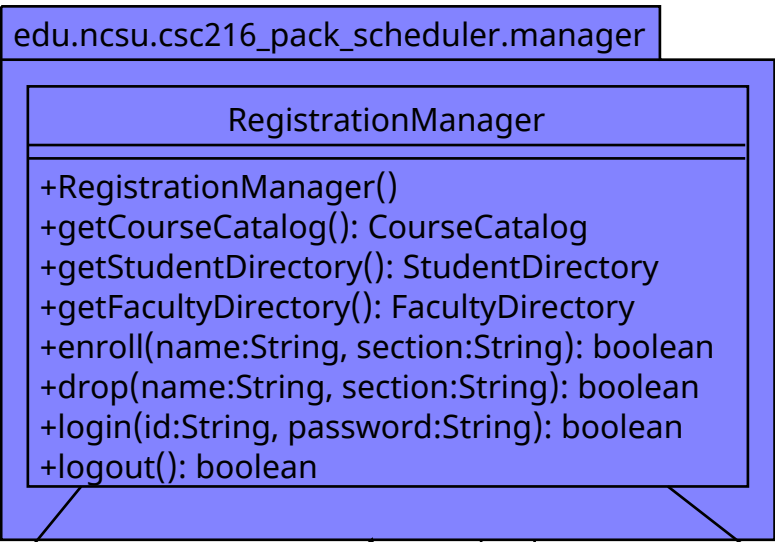 edu.ncsu.csc216_pack_scheduler.manager
RegistrationManager
+RegistrationManager()
+getCourseCatalog(): CourseCatalog
+getStudentDirectory(): StudentDirectory
+getFacultyDirectory(): FacultyDirectory
+enroll(name:String, section:String): boolean
+drop(name:String, section:String): boolean
+login(id:String, password:String): boolean
+logout(): boolean